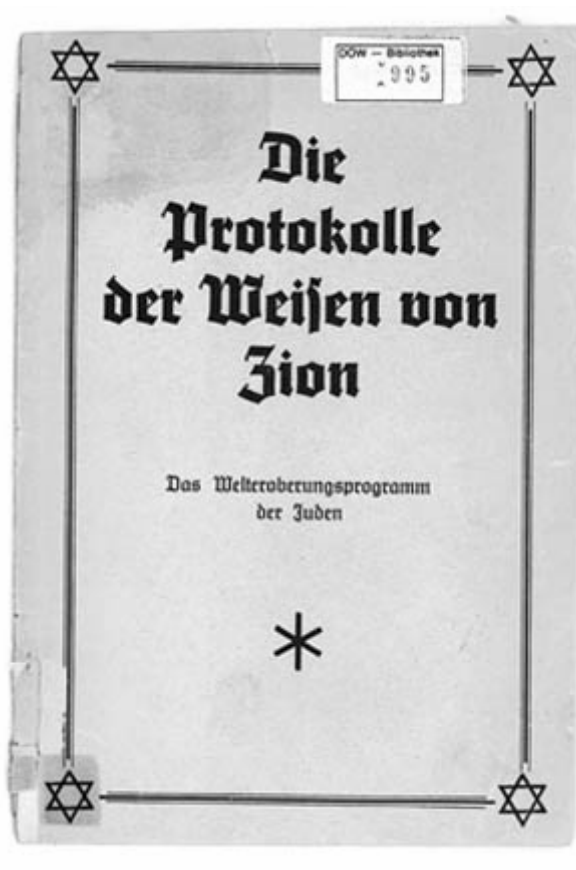 DÖW — Bibliothek
995
Die
Protokolle
der Weisen von
Zion
Das Welteroberungsprogramm
der Juden
*